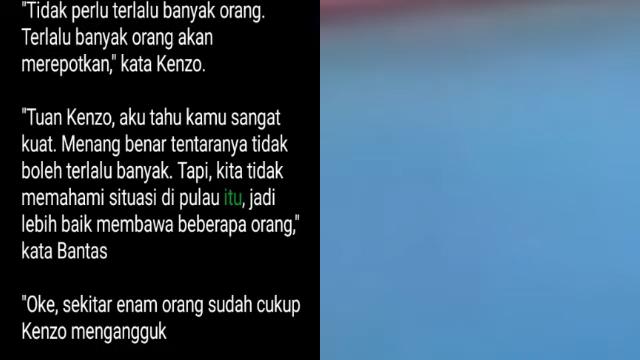 "Tidak perlu terlalu banyak orang.
Terlalu banyak orang akan
merepotkan," kata Kenzo.
"Tuan Kenzo, aku tahu kamu sangat
kuat. Menang benar tentaranya tidak
boleh terlalu banyak. Tapi, kita tidak
memahami situasi di pulau itu, jadi
lebih baik membawa beberapa orang,"
kata Bantas
"Oke, sekitar enam orang sudah cukup
Kenzo mengangguk